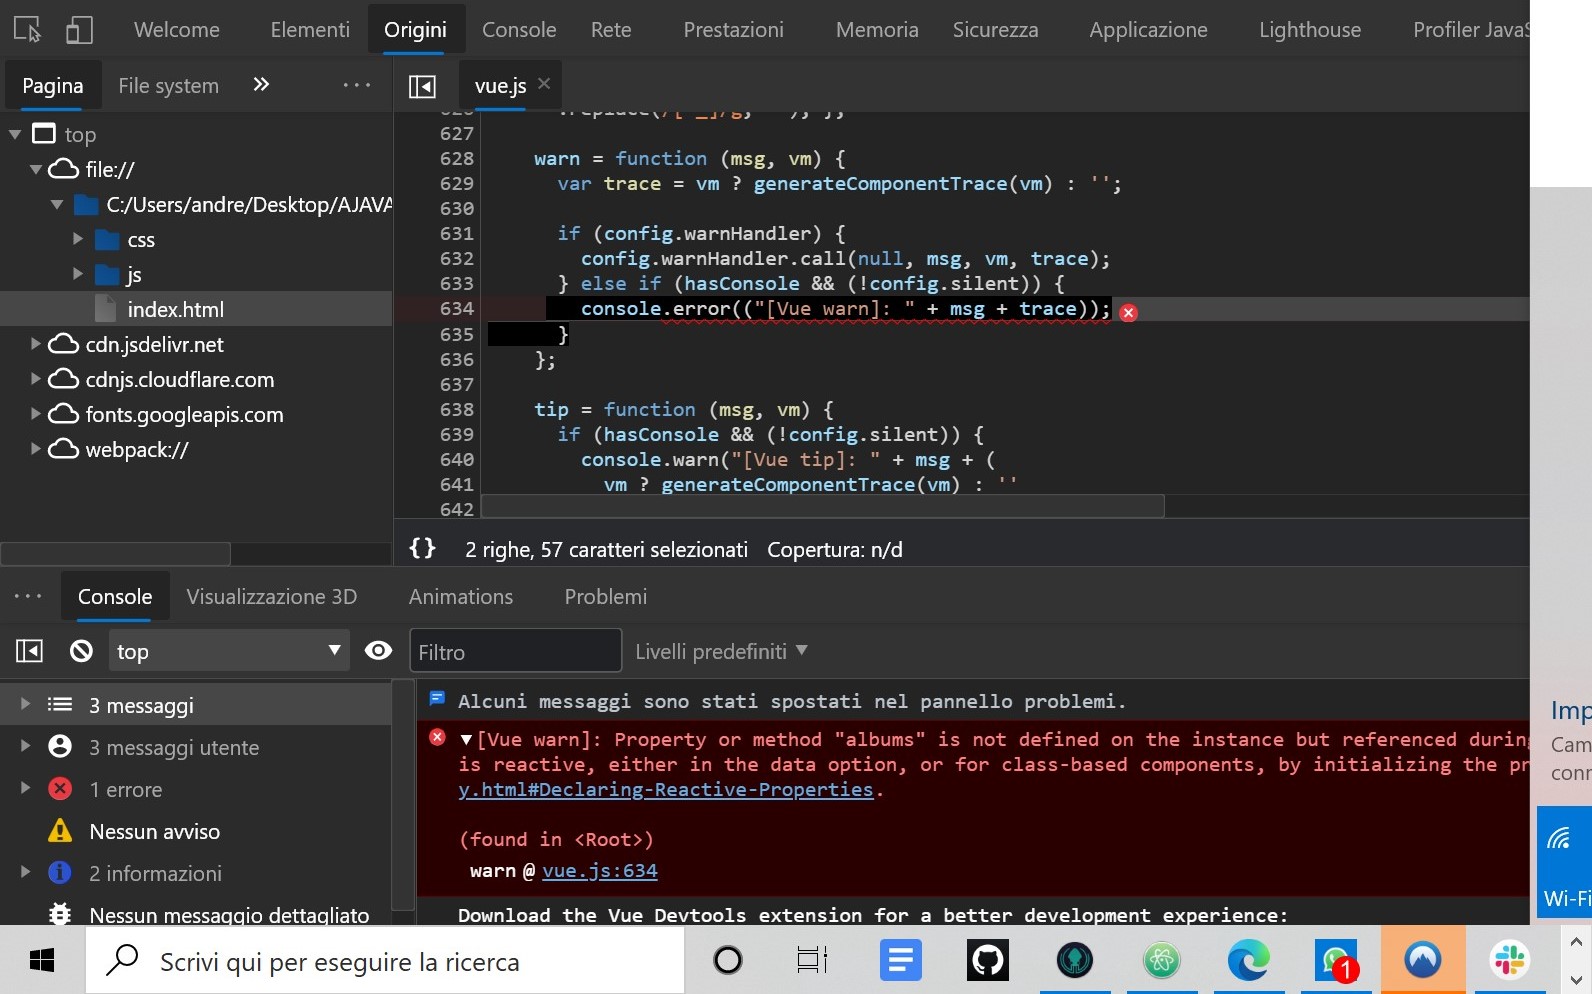 Welcome Elementi Origini Console Rete Prestazioni Memoria Sicurezza Applicazione Lighthouse Profiler JavaS
Pagina File system
top
file://
C:/Users/andre/Desktop/AJAVA
css
js
index.html
cdn.jsdelivr.net
cdnjs.cloudflare.com
fonts.googleapis.com
webpack://
vue.js
627
628 warn = function (msg, vm) {
629 var trace = vm ? generateComponentTrace(vm) : '';
630
631 if (config.warnHandler) {
632 config.warnHandler.call(null, msg, vm, trace);
633 } else if (hasConsole && (!config.silent)) {
634 console.error(("[Vue warn]: " + msg + trace));
635 }
636 };
637
638 tip = function (msg, vm) {
639 if (hasConsole && (!config.silent)) {
640 console.warn("[Vue tip]: " + msg + (
641 vm ? generateComponentTrace(vm) : ''
642
{} 2 righe, 57 caratteri selezionati Copertura: n/d
Console Visualizzazione 3D Animations Problemi
top Filtro Livelli predefiniti
3 messaggi
3 messaggi utente
1 errore
Nessun avviso
2 informazioni
Nessun messaggio dettagliato
Alcuni messaggi sono stati spostati nel pannello problemi.
[Vue warn]: Property or method "albums" is not defined on the instance but referenced during
is reactive, either in the data option, or for class-based components, by initializing the pr
y.html#Declaring-Reactive-Properties.
(found in <Root>)
warn @ vue.js:634
Download the Vue Devtools extension for a better development experience:
Imp
Cam
conn
Wi-Fi
Scrivi qui per eseguire la ricerca
1